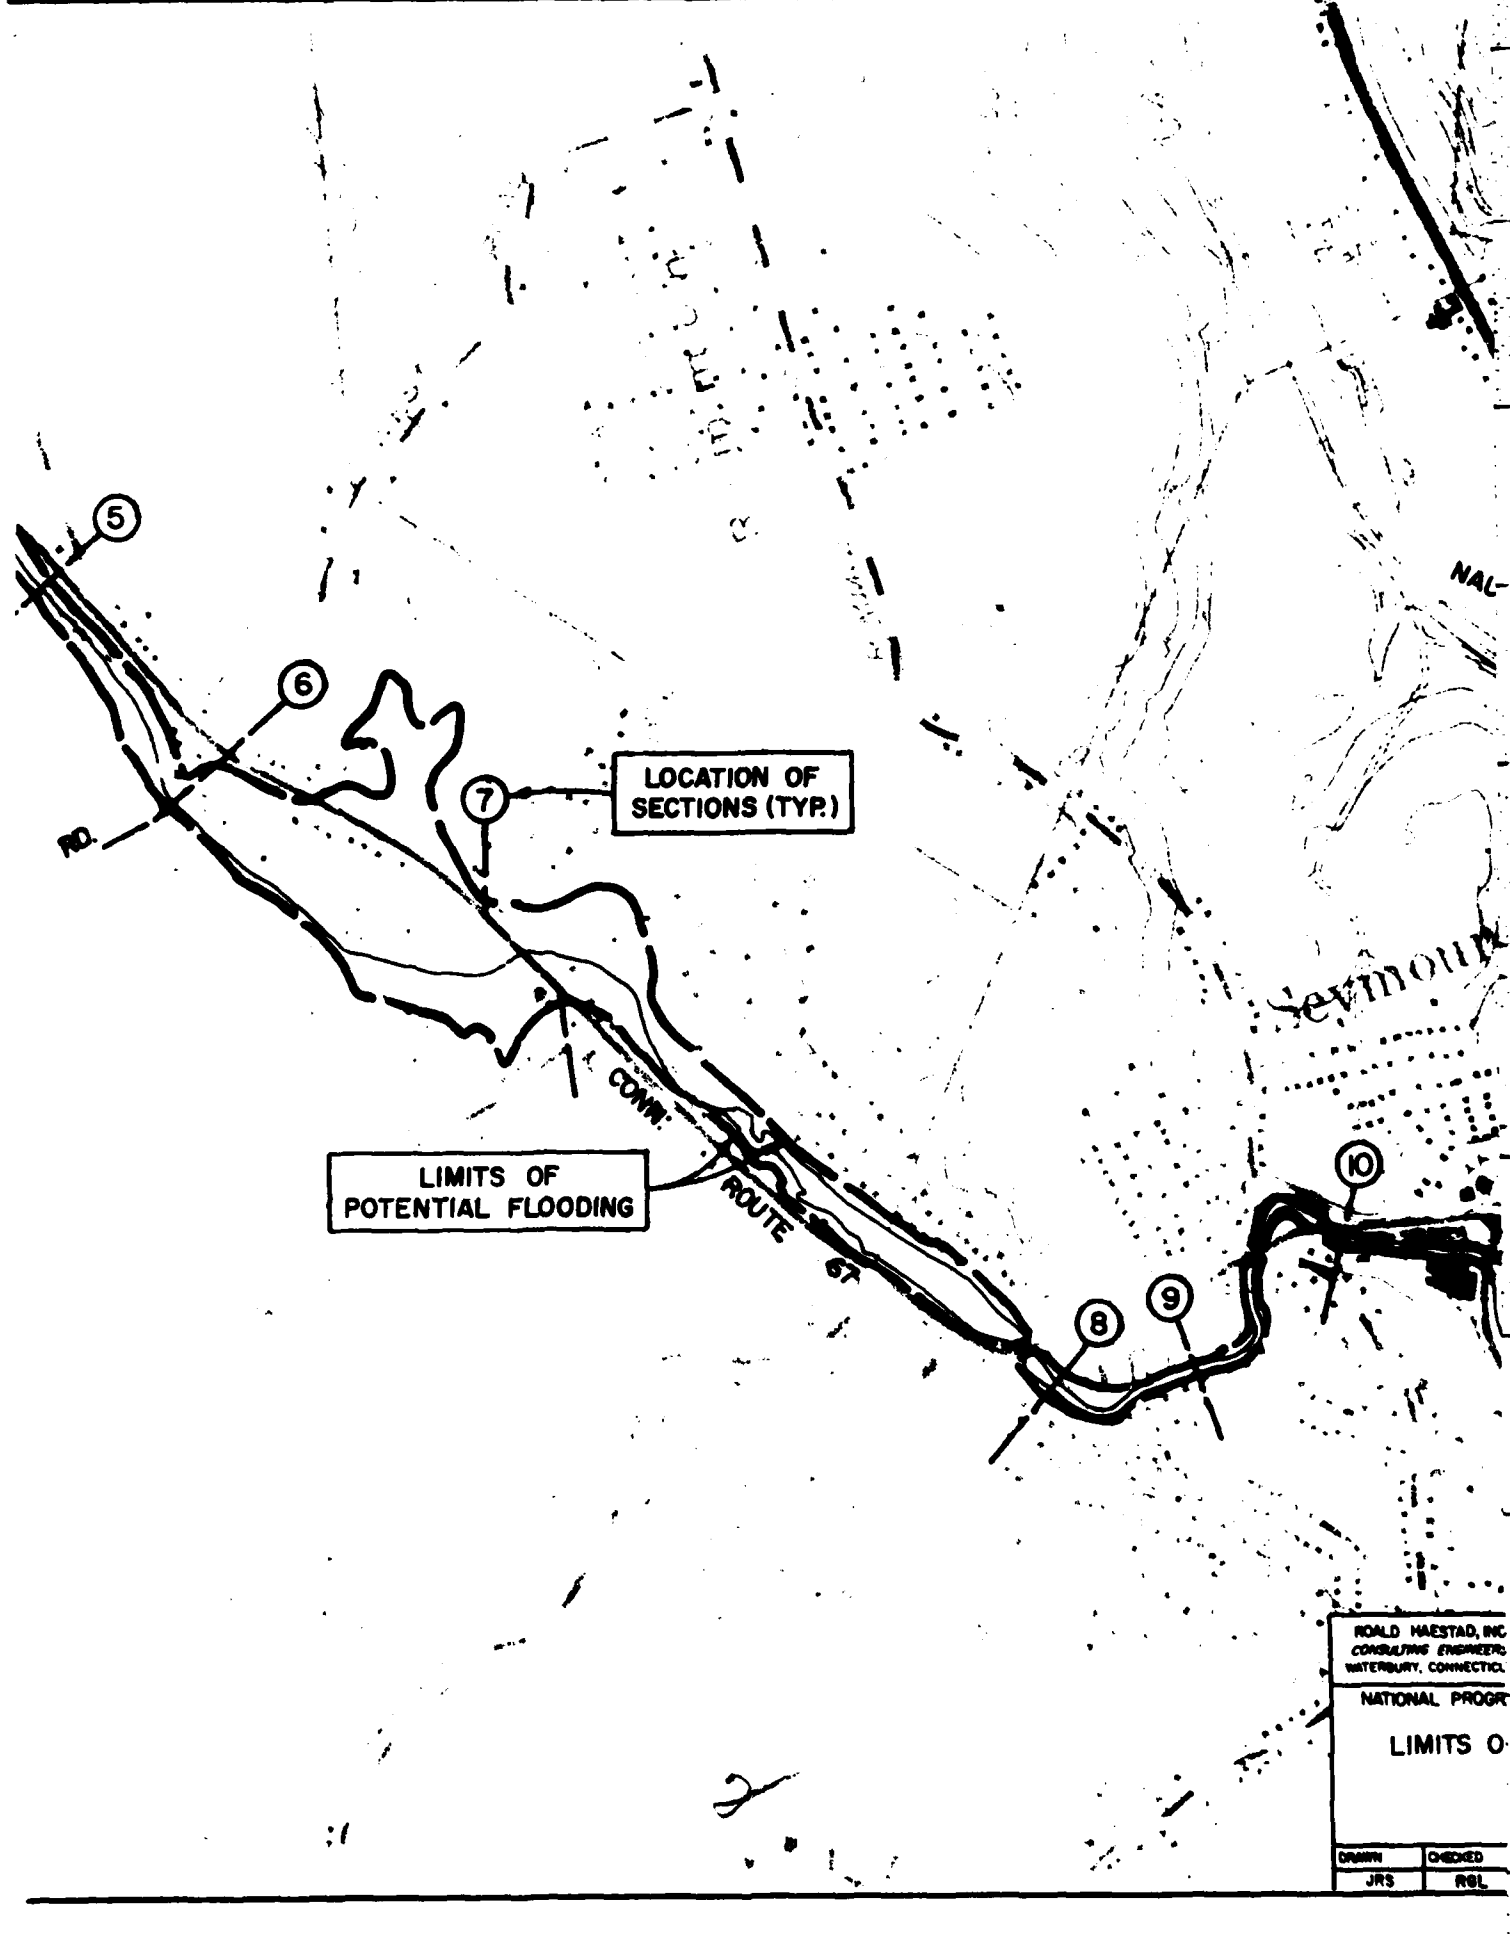 5
NAL-
6
LOCATION OF
SECTIONS (TYP.)
7
RD.
Seymour
CONN.
LIMITS OF
POTENTIAL FLOODING
ROUTE
67
10
9
8
ROALD HAESTAD, INC
CONSULTING ENGINEERS
WATERBURY, CONNECTICU
NATIONAL PROGR
LIMITS O
DRAWN
CHECKED
JRS
RGL